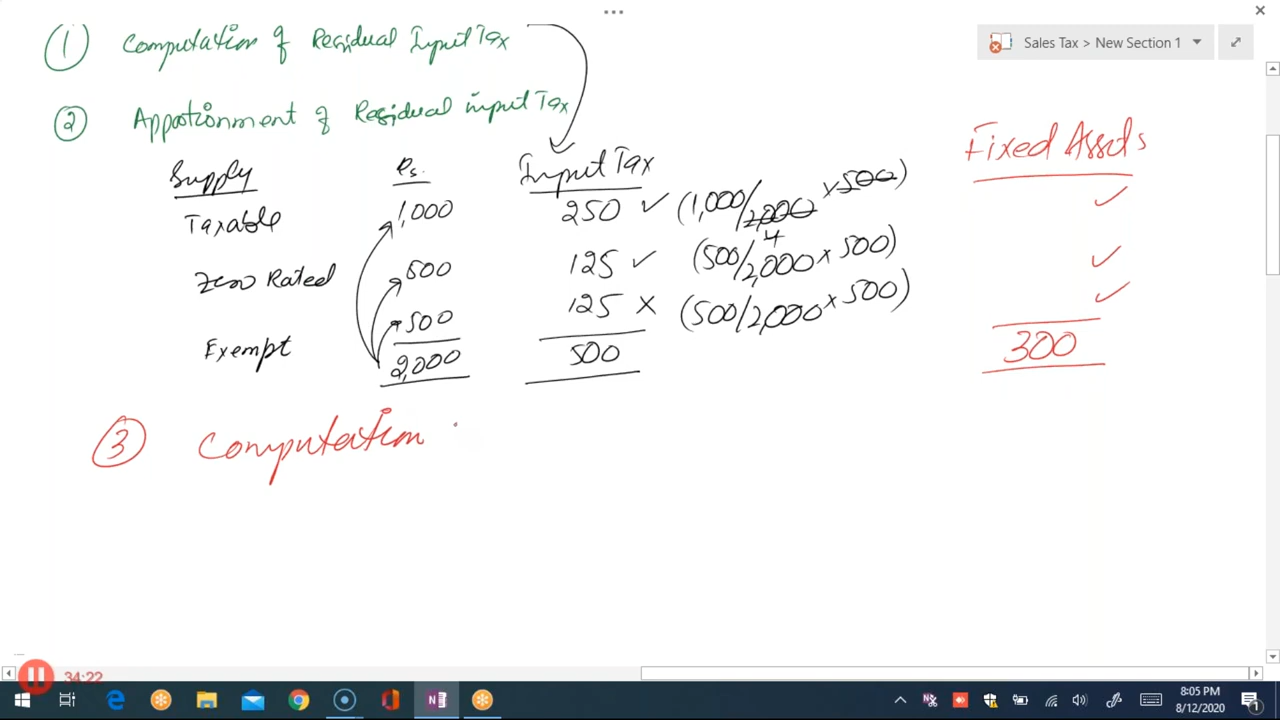 Sales Tax > New Section 1
① Computation of Residual Input Tax
② Apportionment of Residual input Tax
Supply Rs. Input Tax Fixed Assets
Taxable 1,000 250 ✓ (1,000/2,000 × 500) ✓
4
Zero Rated 500 125 ✓ (500/2,000 × 500) ✓
Exempt 500 125 × (500/2,000 × 500) ✓
2,000 500 300
③ Computation
34:22
8:05 PM
8/12/2020